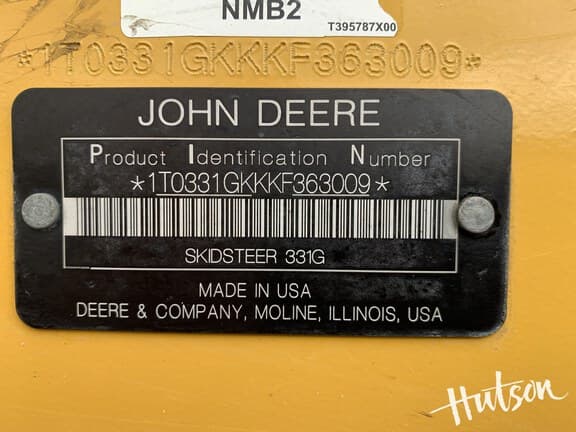 NMB2
T395787X00
*1T0331GKKKF363009*
JOHN DEERE
Product Identification Number
*1T0331GKKKF363009*
SKIDSTEER 331G
MADE IN USA
DEERE & COMPANY, MOLINE, ILLINOIS, USA
Hutson